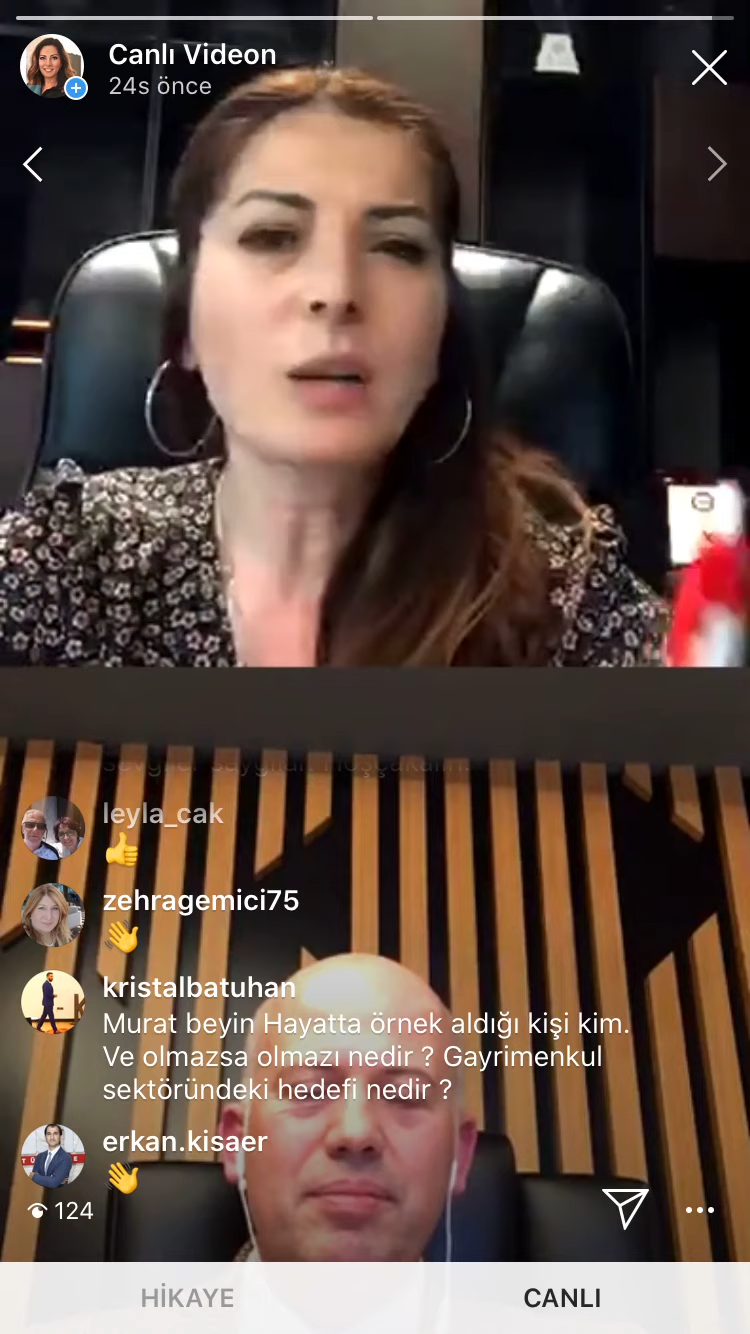 Canlı Videon
24s önce
leyla_cak
👍
zehragemici75
👋
kristalbatuhan
Murat beyin Hayatta örnek aldığı kişi kim.
Ve olmazsa olmazı nedir ? Gayrimenkul
sektöründeki hedefi nedir ?
erkan.kisaer
👋
124
HİKAYE
CANLI